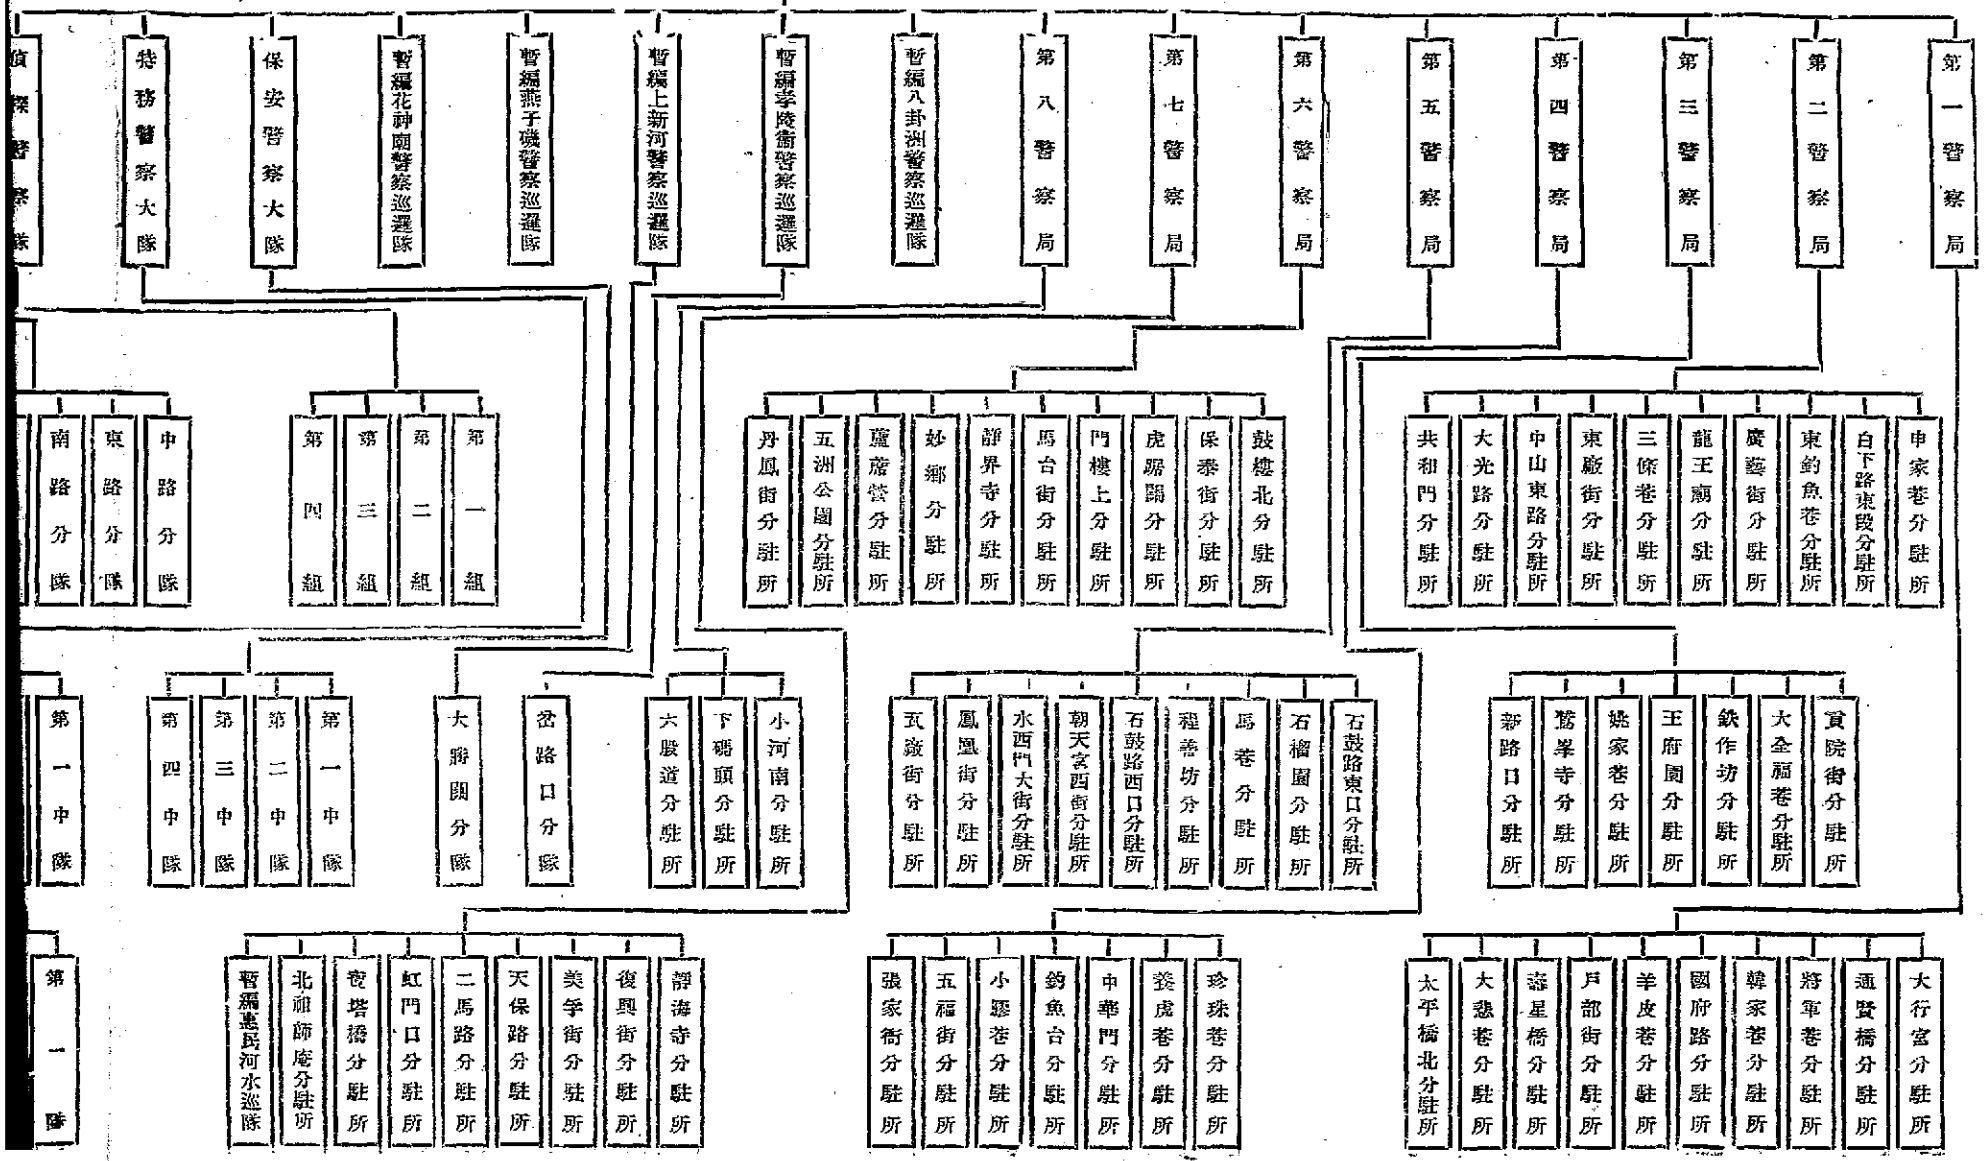 第一警察局
第二警察局
第三警察局
第四警察局
第五警察局
第六警察局
第七警察局
第八警察局
暫編八卦洲警察巡邏隊
暫編孝陵衞警察巡邏隊
暫編上新河警察巡邏隊
暫編燕子磯警察巡邏隊
暫編花神廟警察巡邏隊
保安警察大隊
特務警察大隊
偵探警察隊
申家巷分駐所
白下路東段分駐所
東釣魚巷分駐所
廣藝街分駐所
龍王廟分駐所
三條巷分駐所
東廠街分駐所
中山東路分駐所
大光路分駐所
共和門分駐所
鼓樓北分駐所
保泰街分駐所
虎踞關分駐所
門樓上分駐所
馬台街分駐所
靜界寺分駐所
妙鄉分駐所
蘆蓆營分駐所
五洲公園分駐所
丹鳳街分駐所
第一組
第二組
第三組
第四組
中路分隊
東路分隊
南路分隊
貢院街分駐所
大全福巷分駐所
鉄作坊分駐所
王府園分駐所
姚家巷分駐所
鷲峯寺分駐所
新路口分駐所
石鼓路東口分駐所
石榴園分駐所
馬巷分駐所
程善坊分駐所
石鼓路西口分駐所
朝天宮西街分駐所
水西門大街分駐所
鳳凰街分駐所
瓦廠街分駐所
小河南分駐所
下碼頭分駐所
六股道分駐所
岔路口分隊
大勝關分隊
第一中隊
第二中隊
第三中隊
第四中隊
第一中隊
大行宮分駐所
通賢橋分駐所
將軍巷分駐所
韓家巷分駐所
國府路分駐所
羊皮巷分駐所
戶部街分駐所
壽星橋分駐所
大悲巷分駐所
太平橋北分駐所
珍珠巷分駐所
養虎巷分駐所
中華門分駐所
釣魚台分駐所
小膠巷分駐所
五福街分駐所
張家衖分駐所
靜海寺分駐所
復興街分駐所
美孚街分駐所
天保路分駐所
二馬路分駐所
虹門口分駐所
寶塔橋分駐所
北祖師庵分駐所
暫編惠民河水巡隊
第一隊